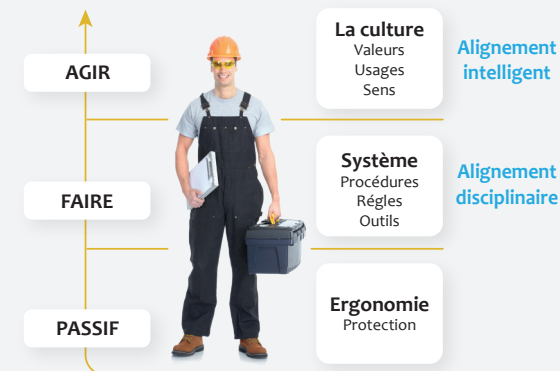 AGIR
La culture
Valeurs
Usages
Sens
Alignement
intelligent
FAIRE
Système
Procédures
Régles
Outils
Alignement
disciplinaire
PASSIF
Ergonomie
Protection